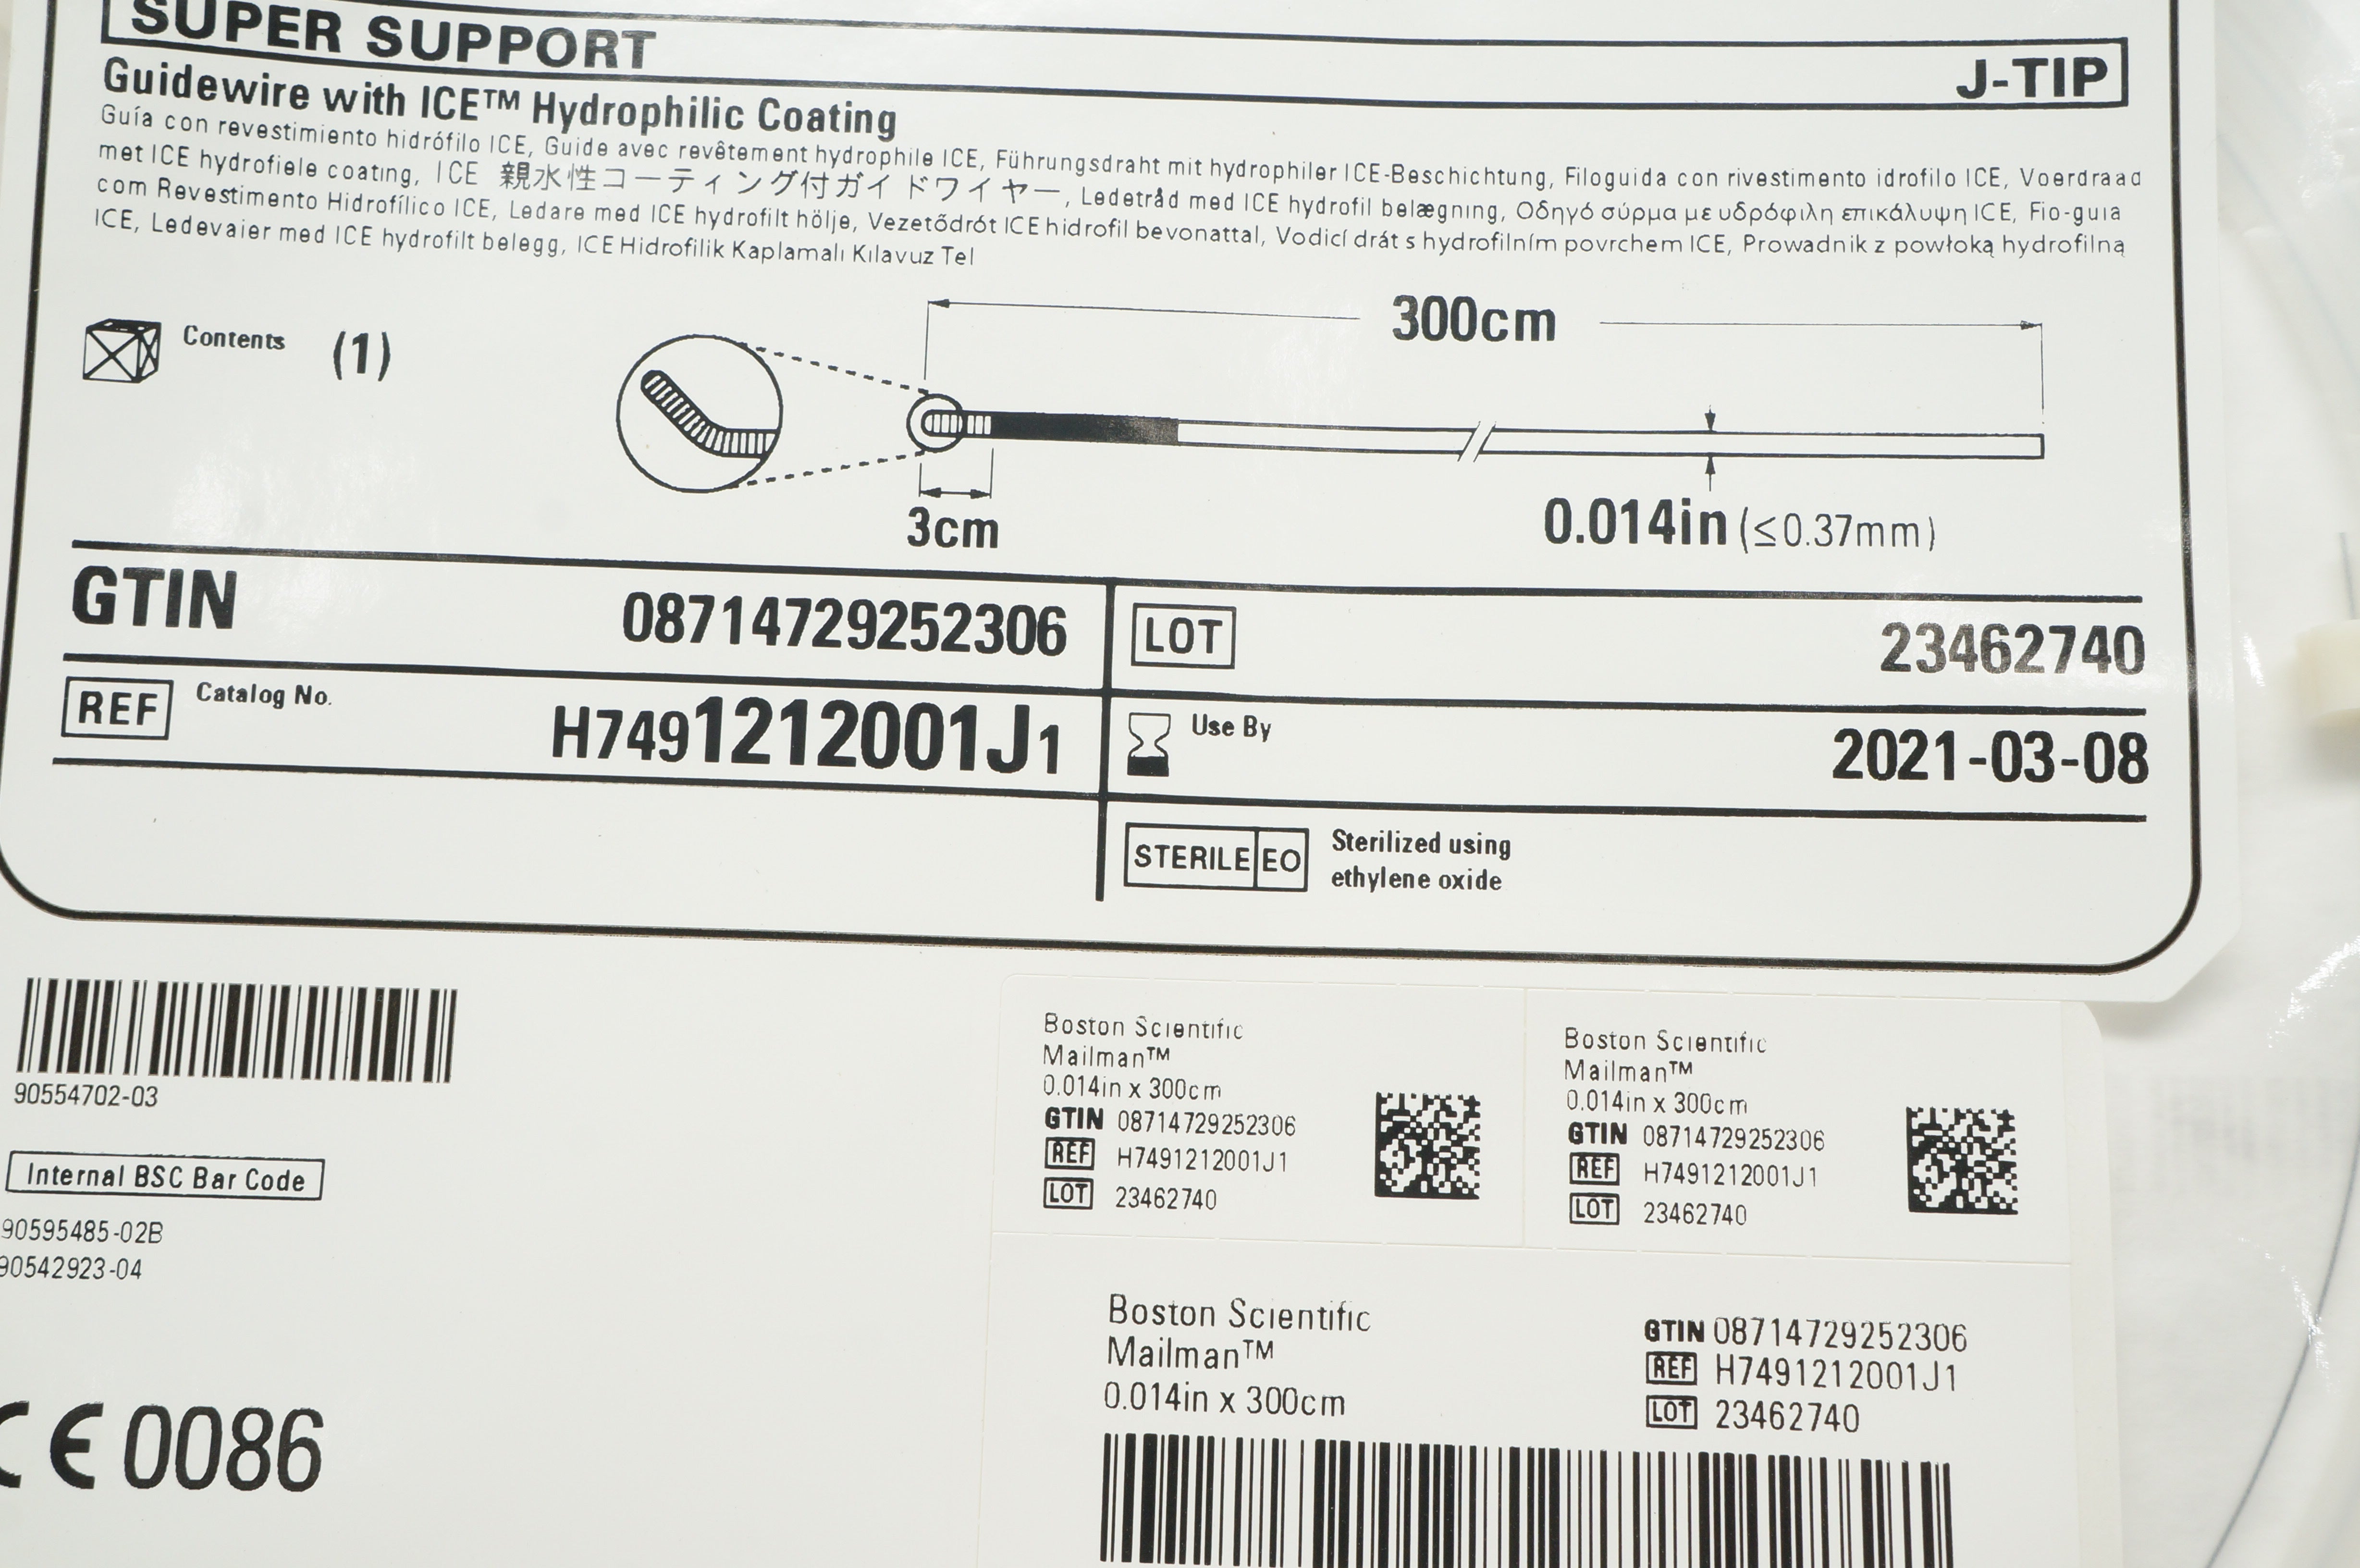 SUPER SUPPORT
J-TIP
Guidewire with ICE™ Hydrophilic Coating
Guía con revestimiento hidrófilo ICE, Guide avec revêtement hydrophile ICE, Führungsdraht mit hydrophiler ICE-Beschichtung, Filoguida con rivestimento idrofilo ICE, Voerdraad
met ICE hydrofiele coating, ICE 親水性コーティング付ガイドワイヤー, Ledetråd med ICE hydrofil belægning, Οδηγό σύρμα με υδρόφιλη επικάλυψη ICE, Fio-guia
com Revestimento Hidrofílico ICE, Ledare med ICE hydrofilt hölje, Vezetődrót ICE hidrofil bevonattal, Vodicí drát s hydrofilním povrchem ICE, Prowadnik z powłoką hydrofilną
ICE, Ledevaier med ICE hydrofilt belegg, ICE Hidrofilik Kaplamalı Kılavuz Tel
Contents (1)
300cm
3cm
0.014in (≤0.37mm)
GTIN 08714729252306
LOT 23462740
REF Catalog No. H7491212001J1
Use By 2021-03-08
STERILE EO Sterilized using
ethylene oxide
90554702-03
Internal BSC Bar Code
90595485-02B
90542923-04
CE 0086
Boston Scientific
Mailman™
0.014in x 300cm
GTIN 08714729252306
REF H7491212001J1
LOT 23462740
Boston Scientific
Mailman™
0.014in x 300cm
GTIN 08714729252306
REF H7491212001J1
LOT 23462740
Boston Scientific
Mailman™
0.014in x 300cm
GTIN 08714729252306
REF H7491212001J1
LOT 23462740